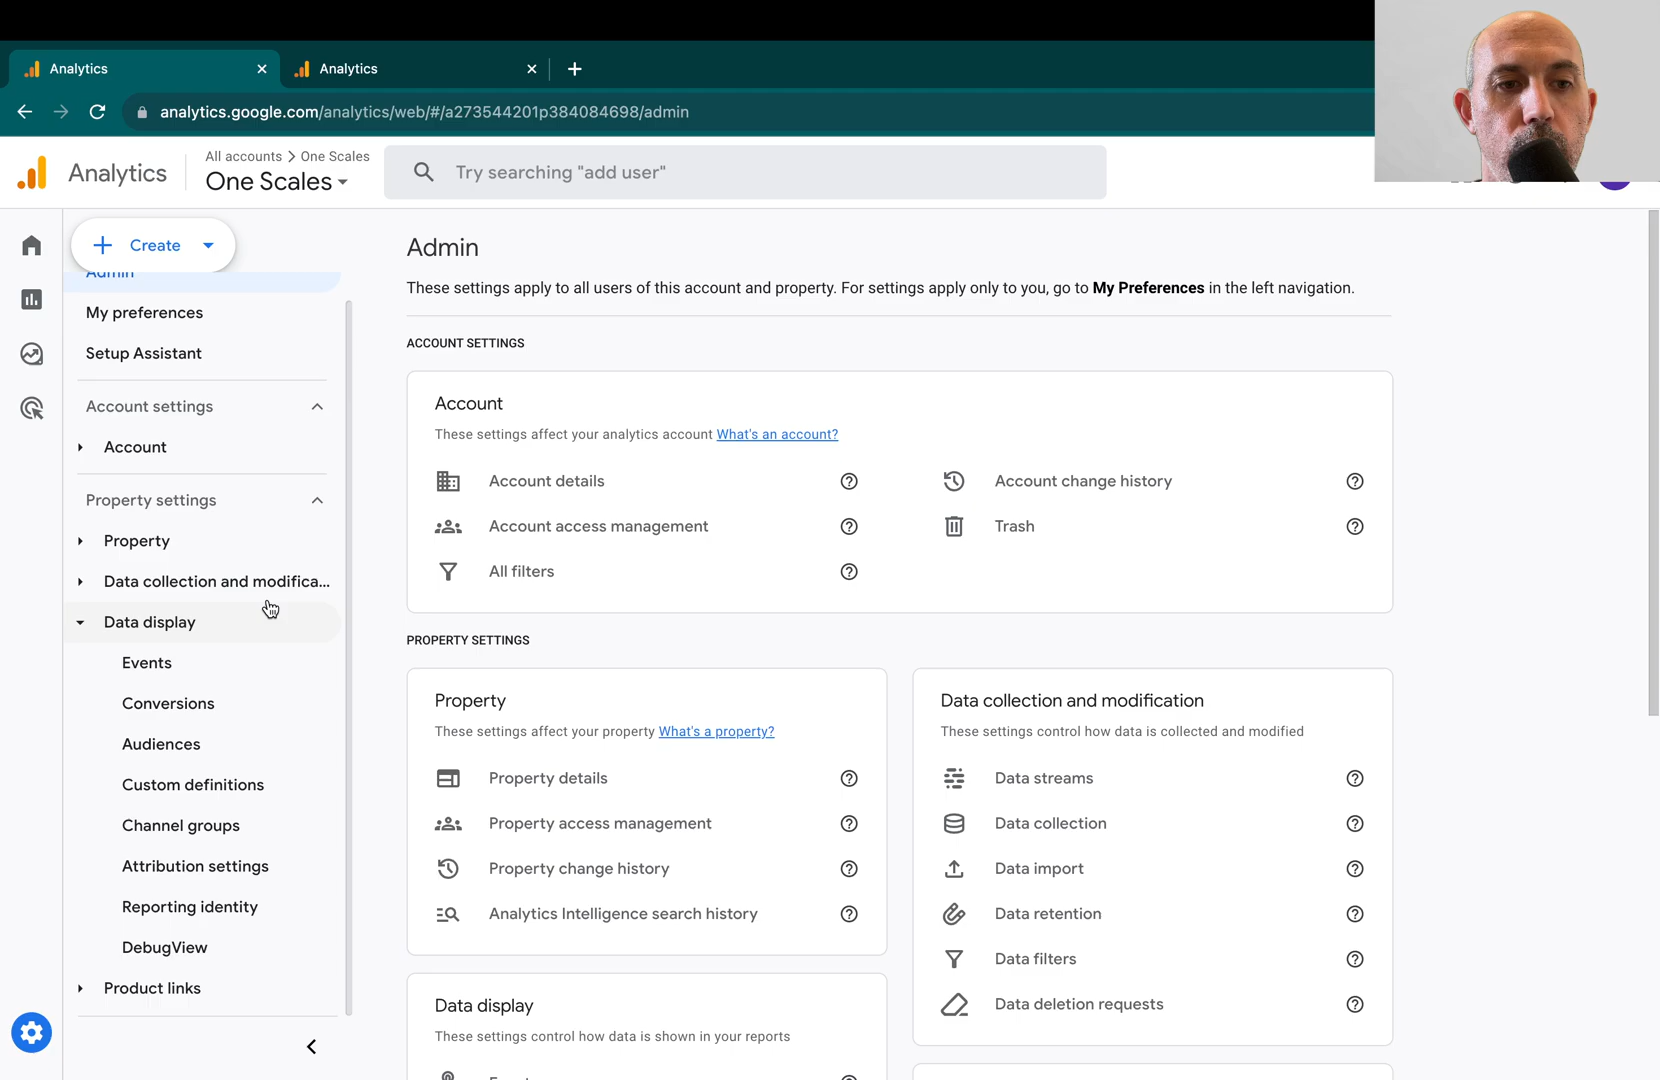 Analytics
Analytics
analytics.google.com/analytics/web/#/a273544201p384084698/admin
Analytics
All accounts > One Scales
One Scales
Try searching "add user"
Create
Admin
My preferences
Setup Assistant
Account settings
Account
Property settings
Property
Data collection and modifica...
Data display
Events
Conversions
Audiences
Custom definitions
Channel groups
Attribution settings
Reporting identity
DebugView
Product links
Admin
These settings apply to all users of this account and property. For settings apply only to you, go to My Preferences in the left navigation.
ACCOUNT SETTINGS
Account
These settings affect your analytics account What's an account?
Account details
Account change history
Account access management
Trash
All filters
PROPERTY SETTINGS
Property
These settings affect your property What's a property?
Property details
Property access management
Property change history
Analytics Intelligence search history
Data collection and modification
These settings control how data is collected and modified
Data streams
Data collection
Data import
Data retention
Data filters
Data deletion requests
Data display
These settings control how data is shown in your reports